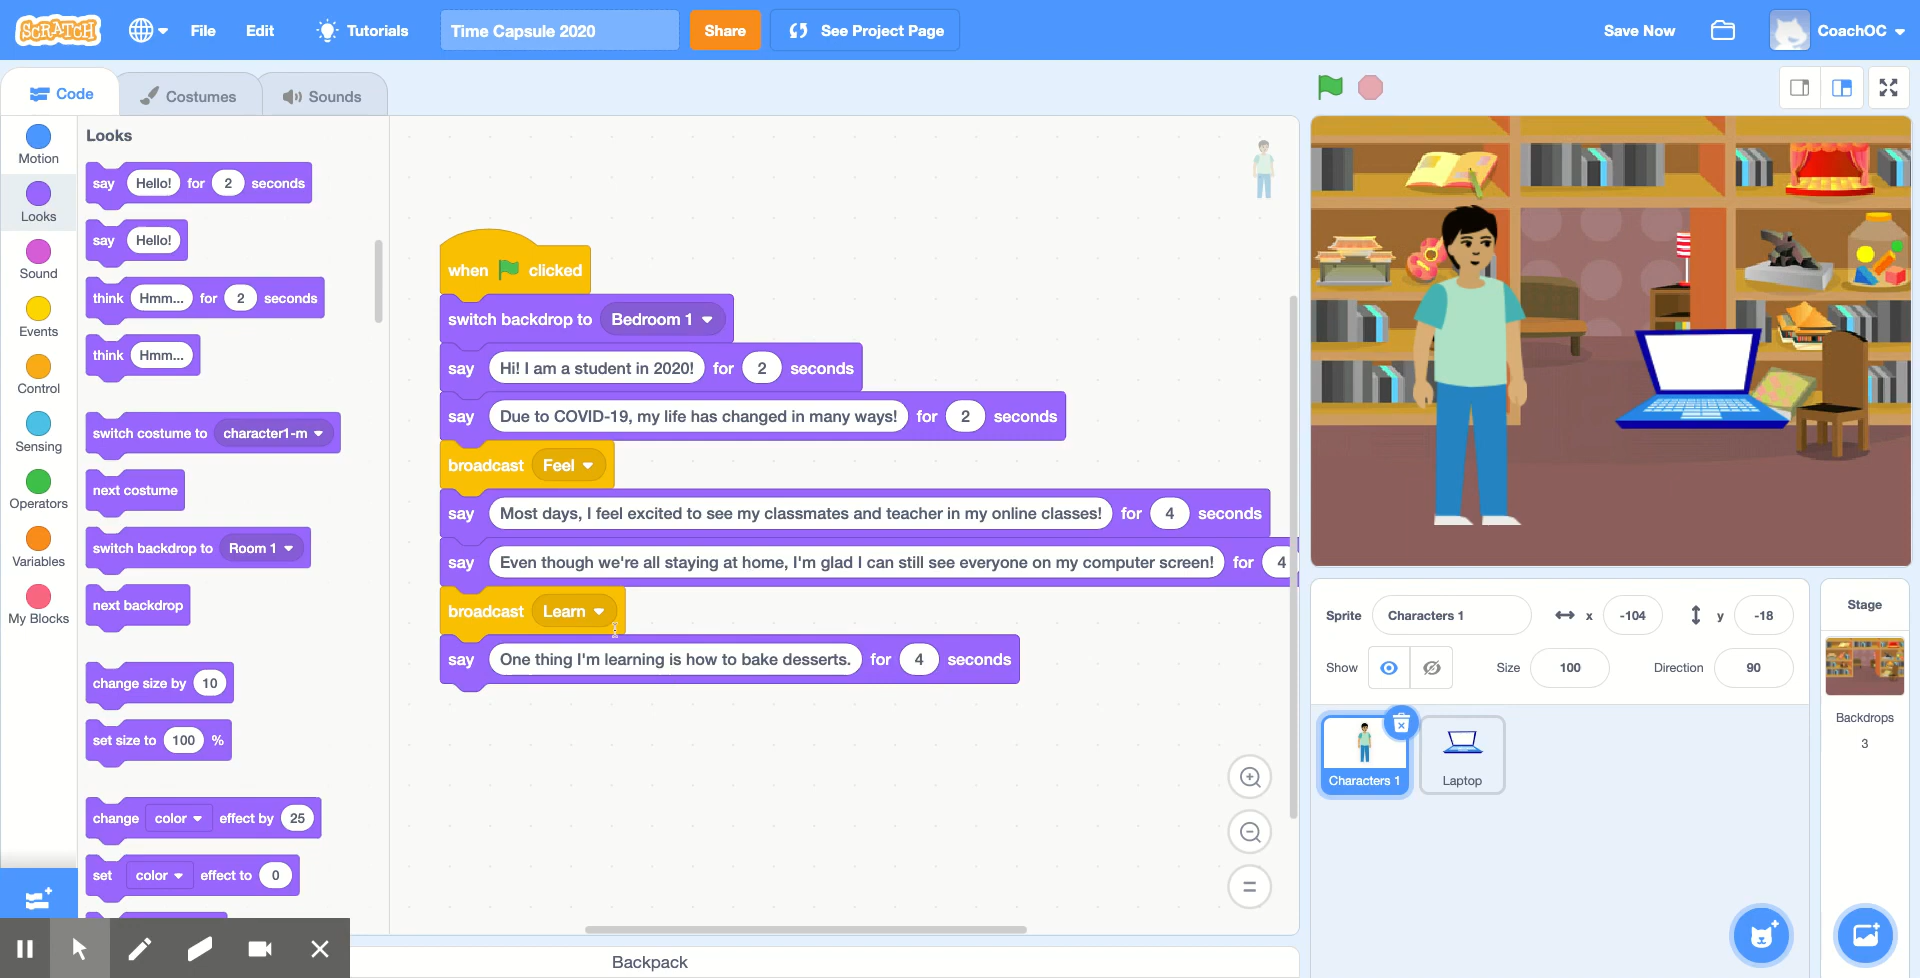 SCRATCH File Edit Tutorials Time Capsule 2020 Share See Project Page Save Now CoachOC
Code Costumes Sounds
Motion
Looks
Sound
Events
Control
Sensing
Operators
Variables
My Blocks
Looks
say Hello! for 2 seconds
say Hello!
think Hmm... for 2 seconds
think Hmm...
switch costume to character1-m
next costume
switch backdrop to Room 1
next backdrop
change size by 10
set size to 100 %
change color effect by 25
set color effect to 0
when clicked
switch backdrop to Bedroom 1
say Hi! I am a student in 2020! for 2 seconds
say Due to COVID-19, my life has changed in many ways! for 2 seconds
broadcast Feel
say Most days, I feel excited to see my classmates and teacher in my online classes! for 4 seconds
say Even though we're all staying at home, I'm glad I can still see everyone on my computer screen! for 4
broadcast Learn
say One thing I'm learning is how to bake desserts. for 4 seconds
Backpack
Sprite Characters 1 x -104 y -18
Show Size 100 Direction 90
Characters 1
Laptop
Stage
Backdrops
3